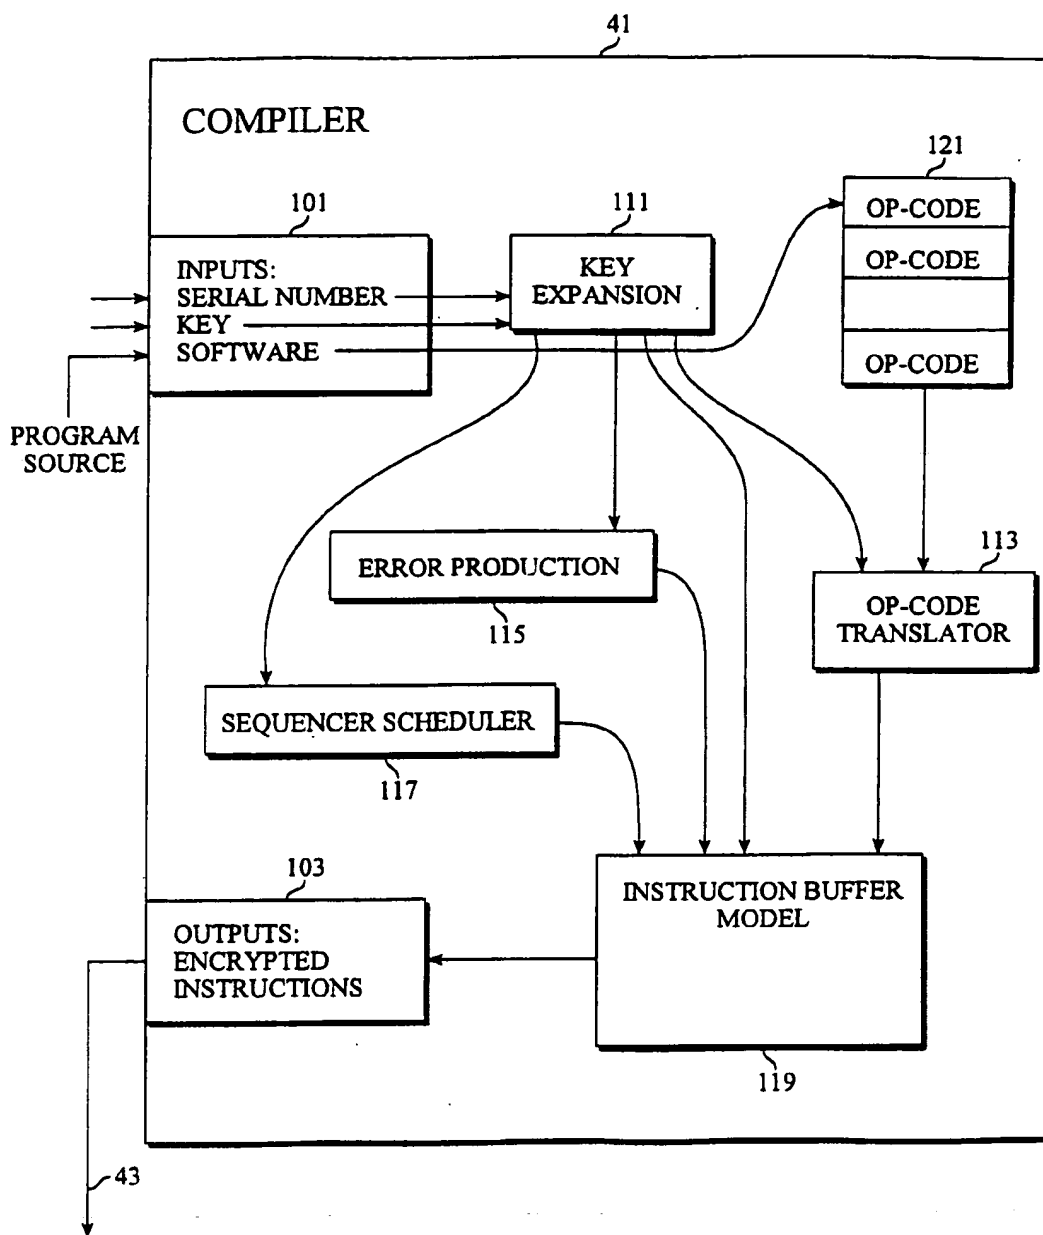 41
COMPILER
121
101
111
OP-CODE
INPUTS:
SERIAL NUMBER
KEY
SOFTWARE
KEY
EXPANSION
OP-CODE
OP-CODE
PROGRAM
SOURCE
ERROR PRODUCTION
115
113
OP-CODE
TRANSLATOR
SEQUENCER SCHEDULER
117
103
OUTPUTS:
ENCRYPTED
INSTRUCTIONS
INSTRUCTION BUFFER
MODEL
119
43